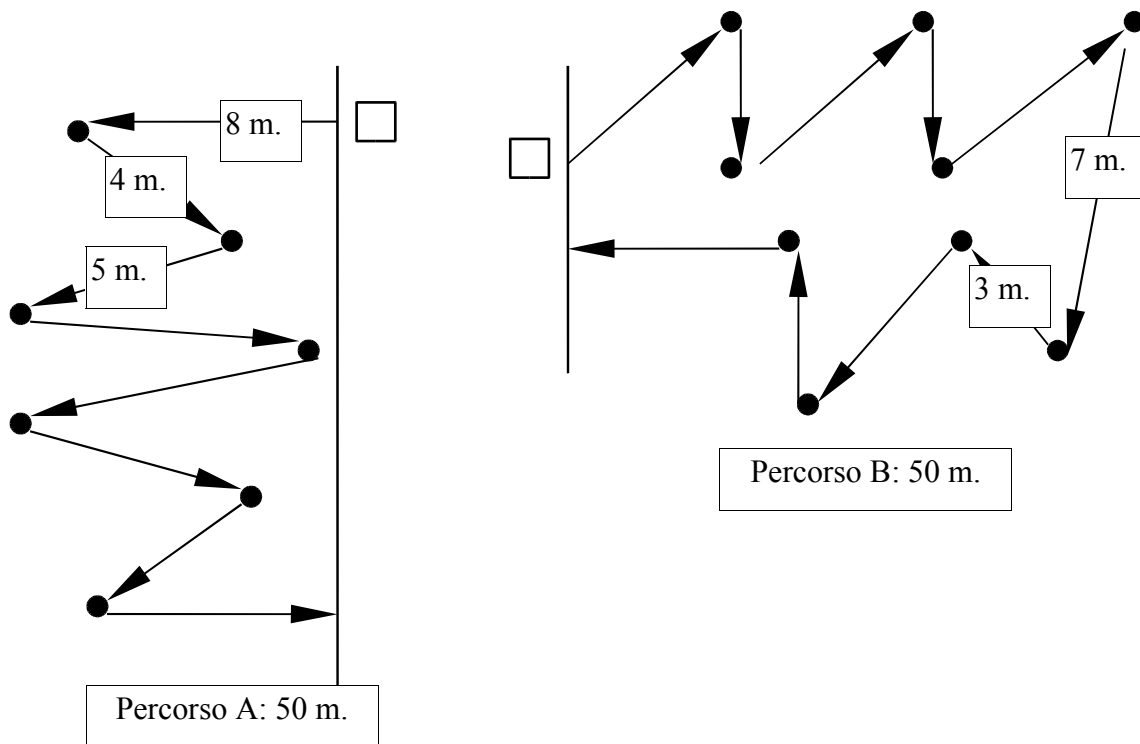 8 m.
4 m.
5 m.
Percorso A: 50 m.
7 m.
3 m.
Percorso B: 50 m.